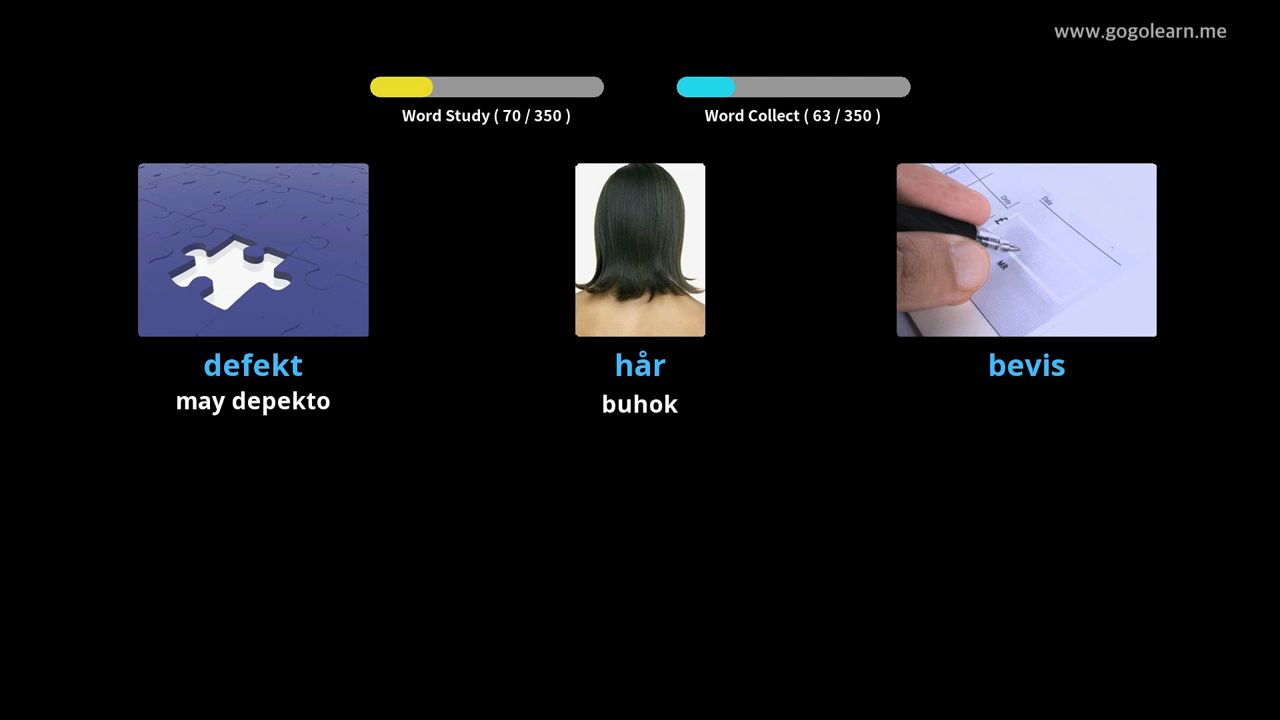 www.gogolearn.me
Word Study ( 70 / 350 )
Word Collect ( 63 / 350 )
defekt
may depekto
hår
buhok
bevis